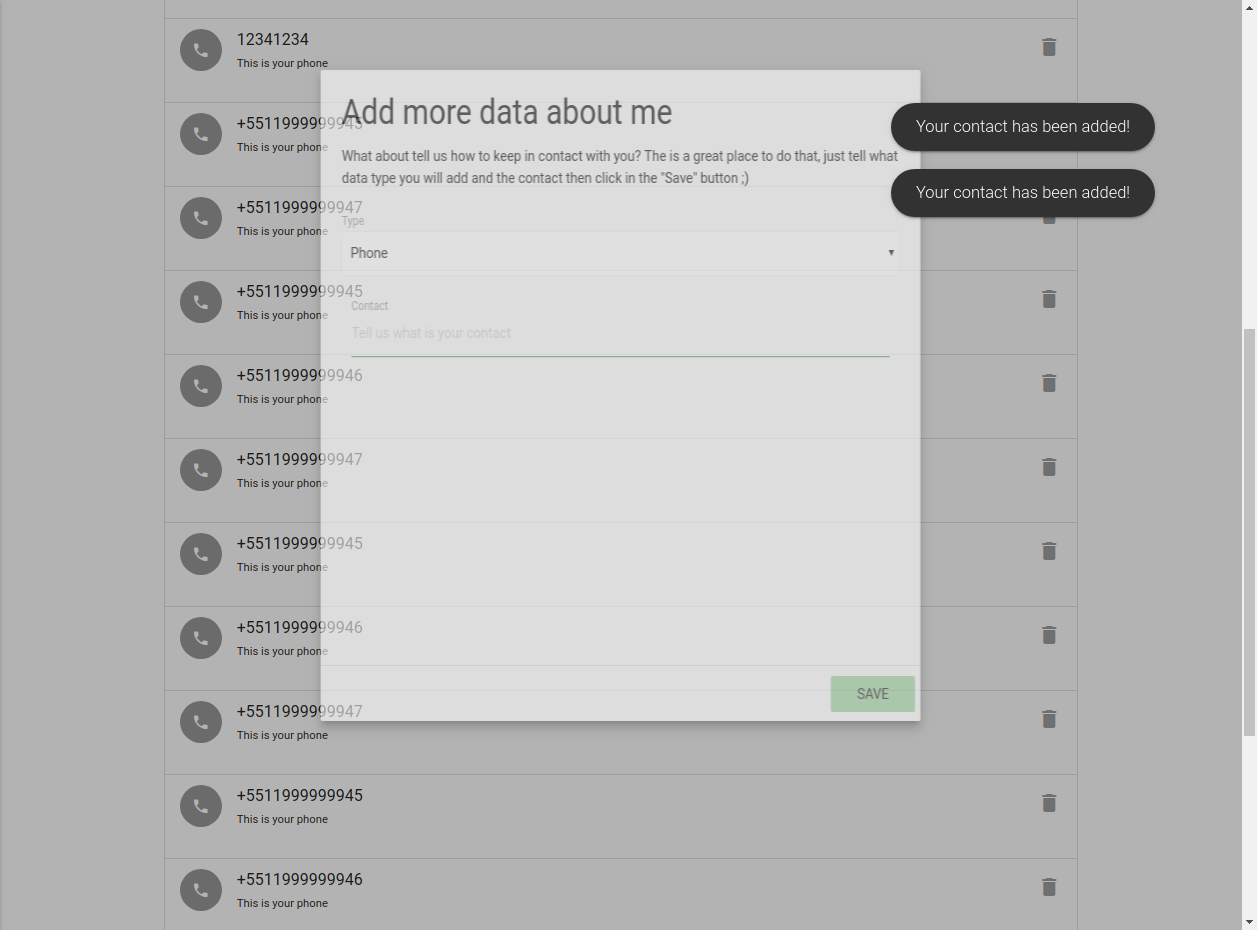 12341234
This is your phone
+5511999999945
This is your phone
+5511999999947
This is your phone
+5511999999945
This is your phone
+5511999999946
This is your phone
+5511999999947
This is your phone
+5511999999945
This is your phone
+5511999999946
This is your phone
+5511999999947
This is your phone
+5511999999945
This is your phone
+5511999999946
This is your phone
Add more data about me
What about tell us how to keep in contact with you? The is a great place to do that, just tell what
data type you will add and the contact then click in the "Save" button ;)
Type
Phone
Contact
Tell us what is your contact
SAVE
Your contact has been added!
Your contact has been added!